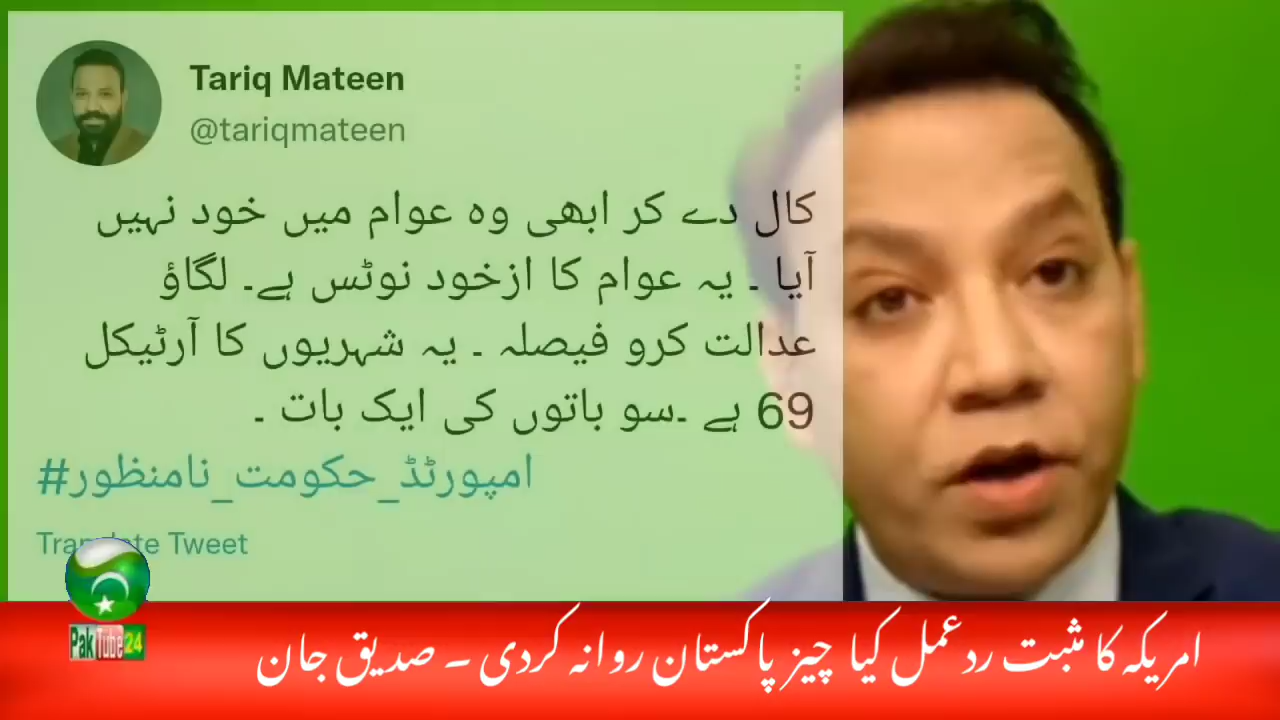 Tariq Mateen
@tariqmateen
کال دے کر ابھی وہ عوام میں خود نہیں
آیا ۔ یہ عوام کا ازخود نوٹس ہے۔ لگاؤ
عدالت کرو فیصلہ ۔ یہ شہریوں کا آرٹیکل
69 ہے ۔سو باتوں کی ایک بات ۔
#امپورٹڈ_حکومت_نامنظور
Translate Tweet
PakTube24
امریکہ کا مثبت ردعمل کیا چیز پاکستان روانہ کردی ۔ صدیق جان